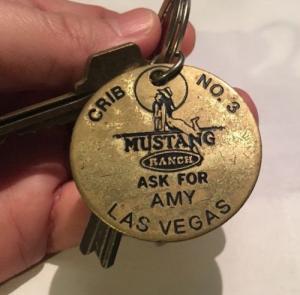 CRIB NO. 3
MUSTANG
RANCH
ASK FOR
AMY
LAS VEGAS